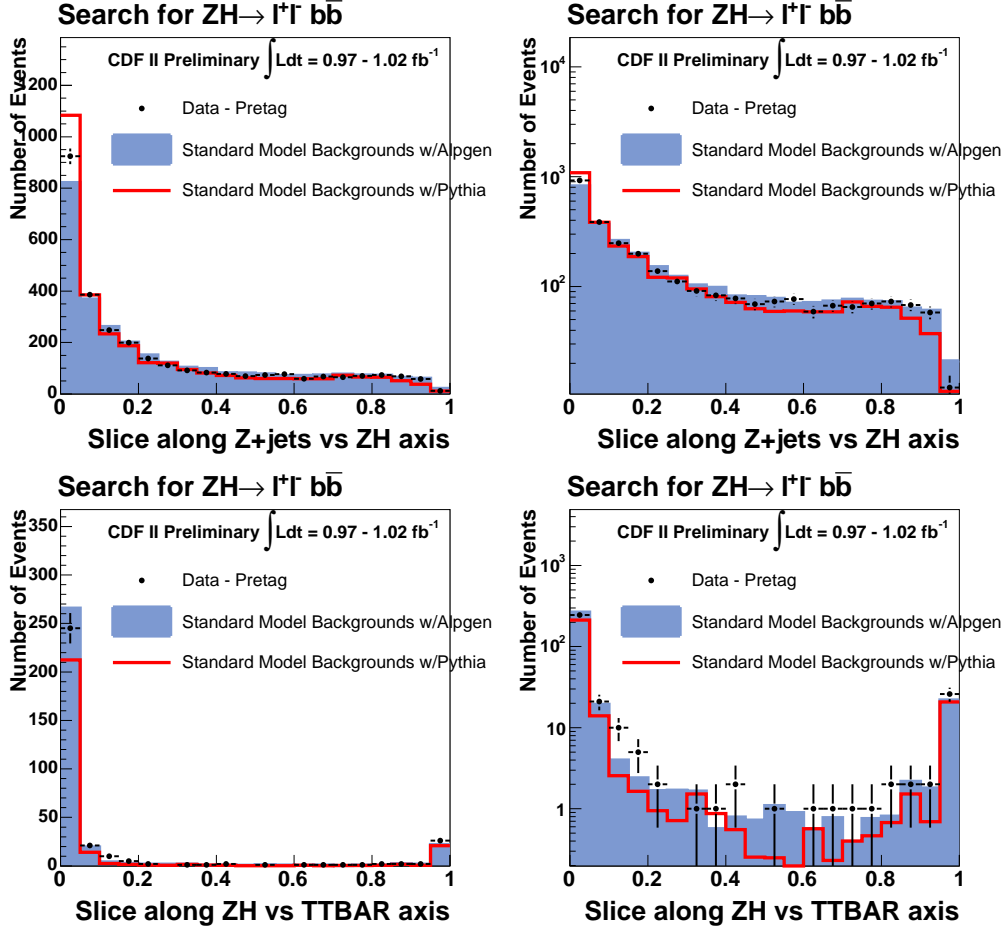 Search for ZH→ l⁺l⁻ bb̅
CDF II Preliminary ∫Ldt = 0.97 - 1.02 fb⁻¹
Data - Pretag
Standard Model Backgrounds w/Alpgen
Standard Model Backgrounds w/Pythia
Number of Events
1200
1000
800
600
400
200
0
0 0.2 0.4 0.6 0.8 1
Slice along Z+jets vs ZH axis
Search for ZH→ l⁺l⁻ bb̅
CDF II Preliminary ∫Ldt = 0.97 - 1.02 fb⁻¹
Data - Pretag
Standard Model Backgrounds w/Alpgen
Standard Model Backgrounds w/Pythia
Number of Events
10⁴
10³
10²
0 0.2 0.4 0.6 0.8 1
Slice along Z+jets vs ZH axis
Search for ZH→ l⁺l⁻ bb̅
CDF II Preliminary ∫Ldt = 0.97 - 1.02 fb⁻¹
Data - Pretag
Standard Model Backgrounds w/Alpgen
Standard Model Backgrounds w/Pythia
Number of Events
350
300
250
200
150
100
50
0
0 0.2 0.4 0.6 0.8 1
Slice along ZH vs TTBAR axis
Search for ZH→ l⁺l⁻ bb̅
CDF II Preliminary ∫Ldt = 0.97 - 1.02 fb⁻¹
Data - Pretag
Standard Model Backgrounds w/Alpgen
Standard Model Backgrounds w/Pythia
Number of Events
10³
10²
10
1
0 0.2 0.4 0.6 0.8 1
Slice along ZH vs TTBAR axis